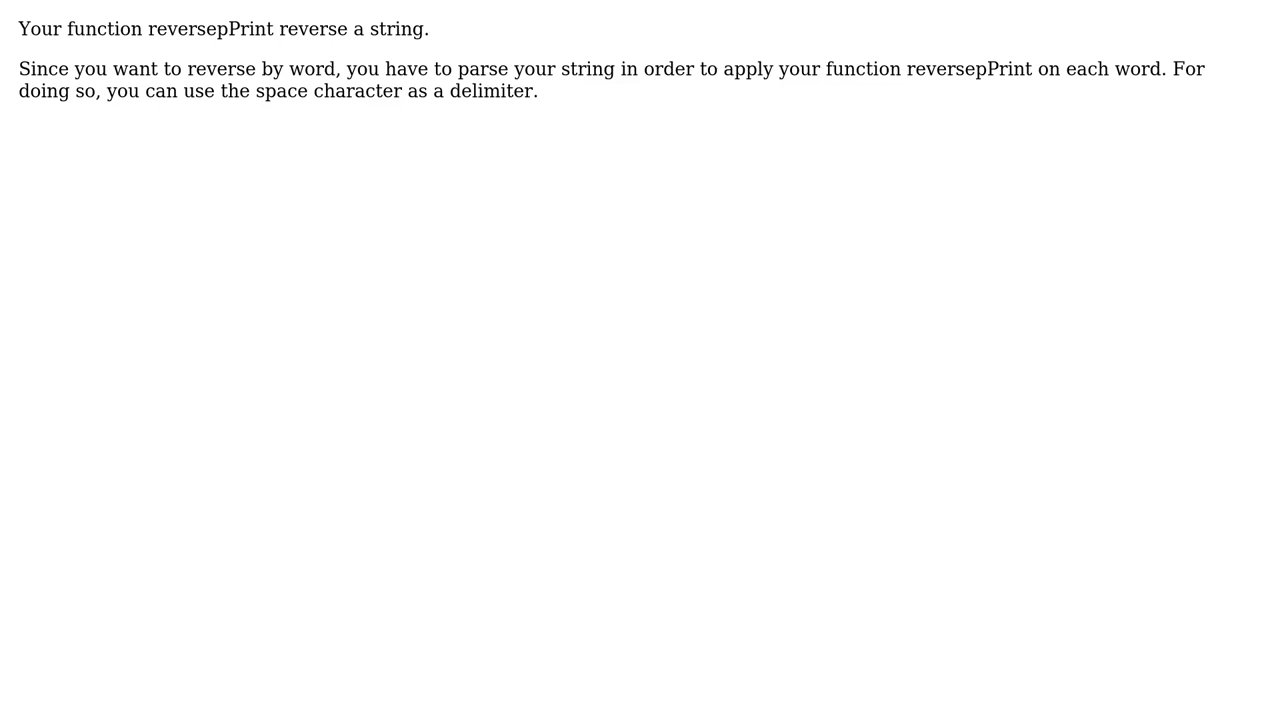 Your function reversepPrint reverse a string.
Since you want to reverse by word, you have to parse your string in order to apply your function reversepPrint on each word. For
doing so, you can use the space character as a delimiter.